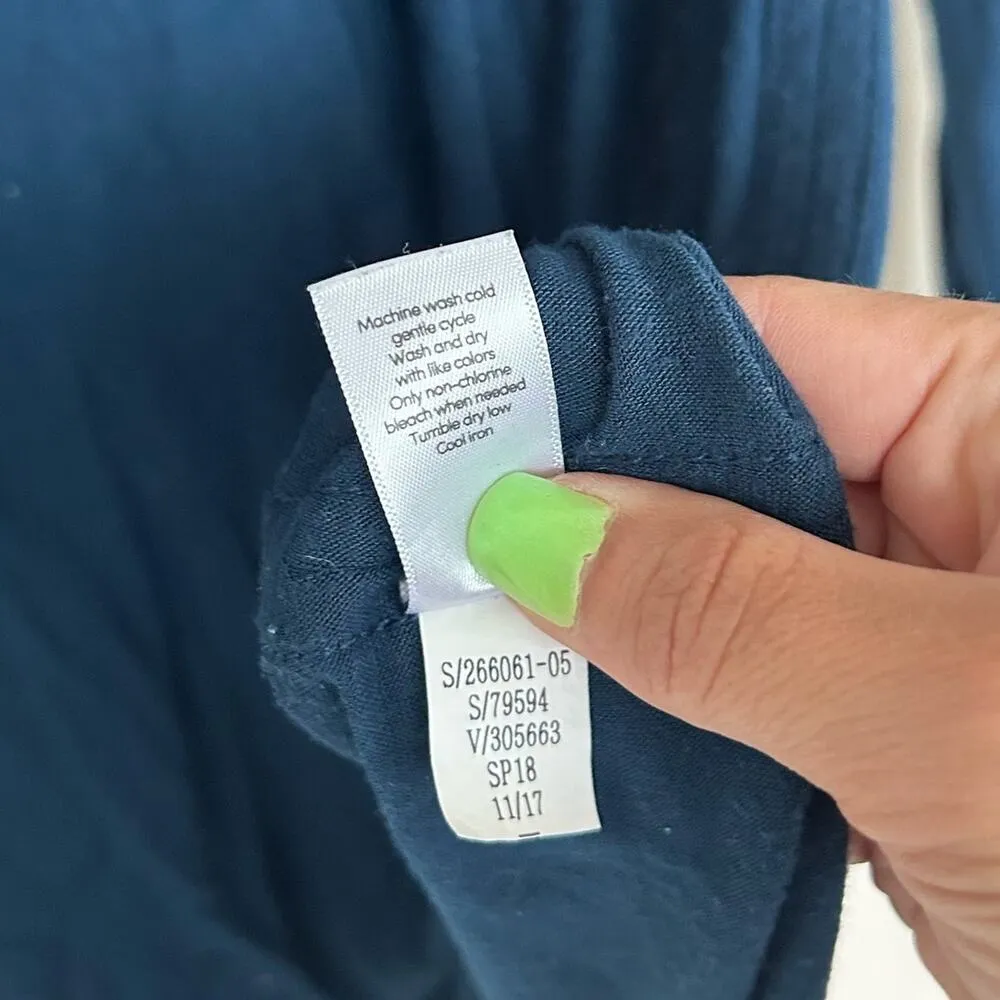 Machine wash cold
gentle cycle
Wash and dry
with like colors
Only non-chlorine
bleach when needed
Tumble dry low
Cool iron
S/266061-05
S/79594
V/305663
SP18
11/17